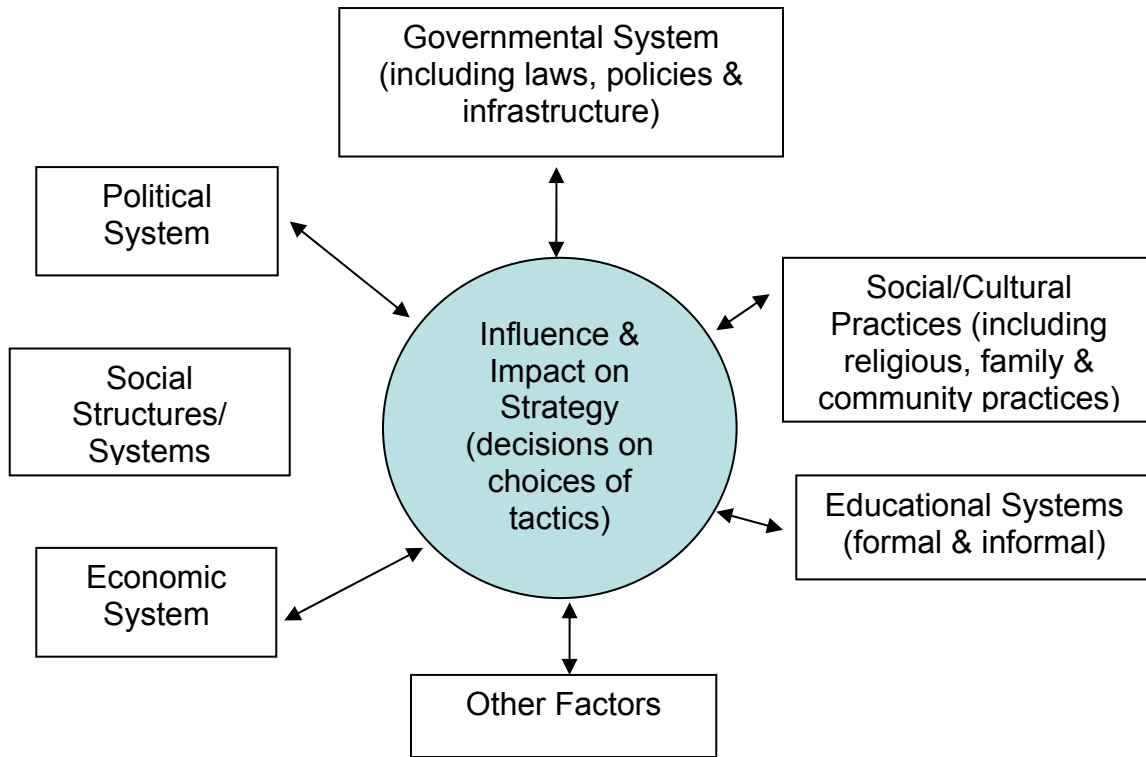 Governmental System
(including laws, policies &
infrastructure)
Political
System
Social/Cultural
Practices (including
religious, family &
community practices)
Influence &
Impact on
Strategy
(decisions on
choices of
tactics)
Social
Structures/
Systems
Educational Systems
(formal & informal)
Economic
System
Other Factors